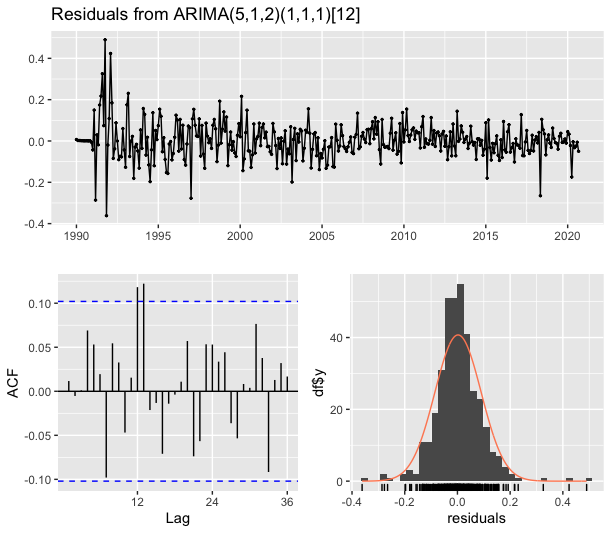 Residuals from ARIMA(5,1,2)(1,1,1)[12]
0.4
0.2
0.0
-0.2
-0.4
1990 1995 2000 2005 2010 2015 2020
0.10
0.05
0.00
-0.05
-0.10
ACF
12 24 36
Lag
40
20
0
df$y
-0.4 -0.2 0.0 0.2 0.4
residuals